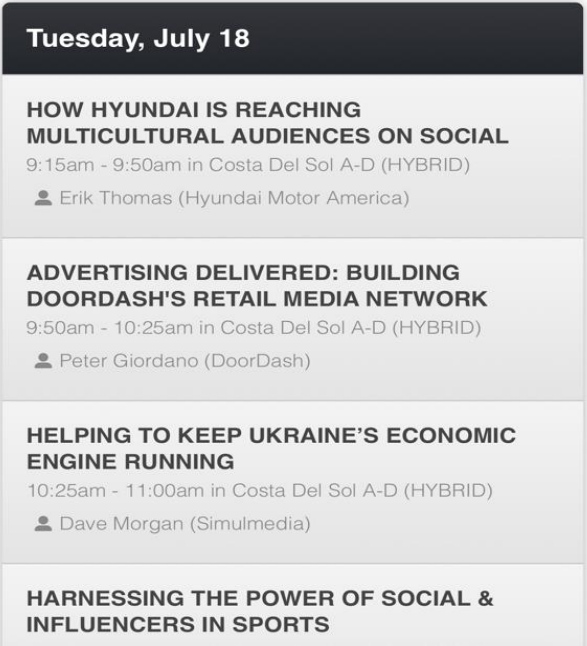 Tuesday, July 18
HOW HYUNDAI IS REACHING
MULTICULTURAL AUDIENCES ON SOCIAL
9:15am - 9:50am in Costa Del Sol A-D (HYBRID)
Erik Thomas (Hyundai Motor America)
ADVERTISING DELIVERED: BUILDING
DOORDASH'S RETAIL MEDIA NETWORK
9:50am - 10:25am in Costa Del Sol A-D (HYBRID)
Peter Giordano (DoorDash)
HELPING TO KEEP UKRAINE’S ECONOMIC
ENGINE RUNNING
10:25am - 11:00am in Costa Del Sol A-D (HYBRID)
Dave Morgan (Simulmedia)
HARNESSING THE POWER OF SOCIAL &
INFLUENCERS IN SPORTS